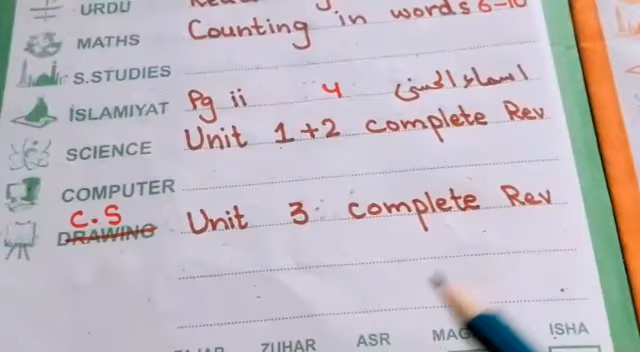 URDU
MATHS Counting in words 6-10
S.STUDIES
ISLAMIYAT Pg ii 4 اسماء الحسنى
SCIENCE Unit 1+2 complete Rev
COMPUTER
C.S
DRAWING Unit 3 complete Rev
ZUHAR ASR ISHA